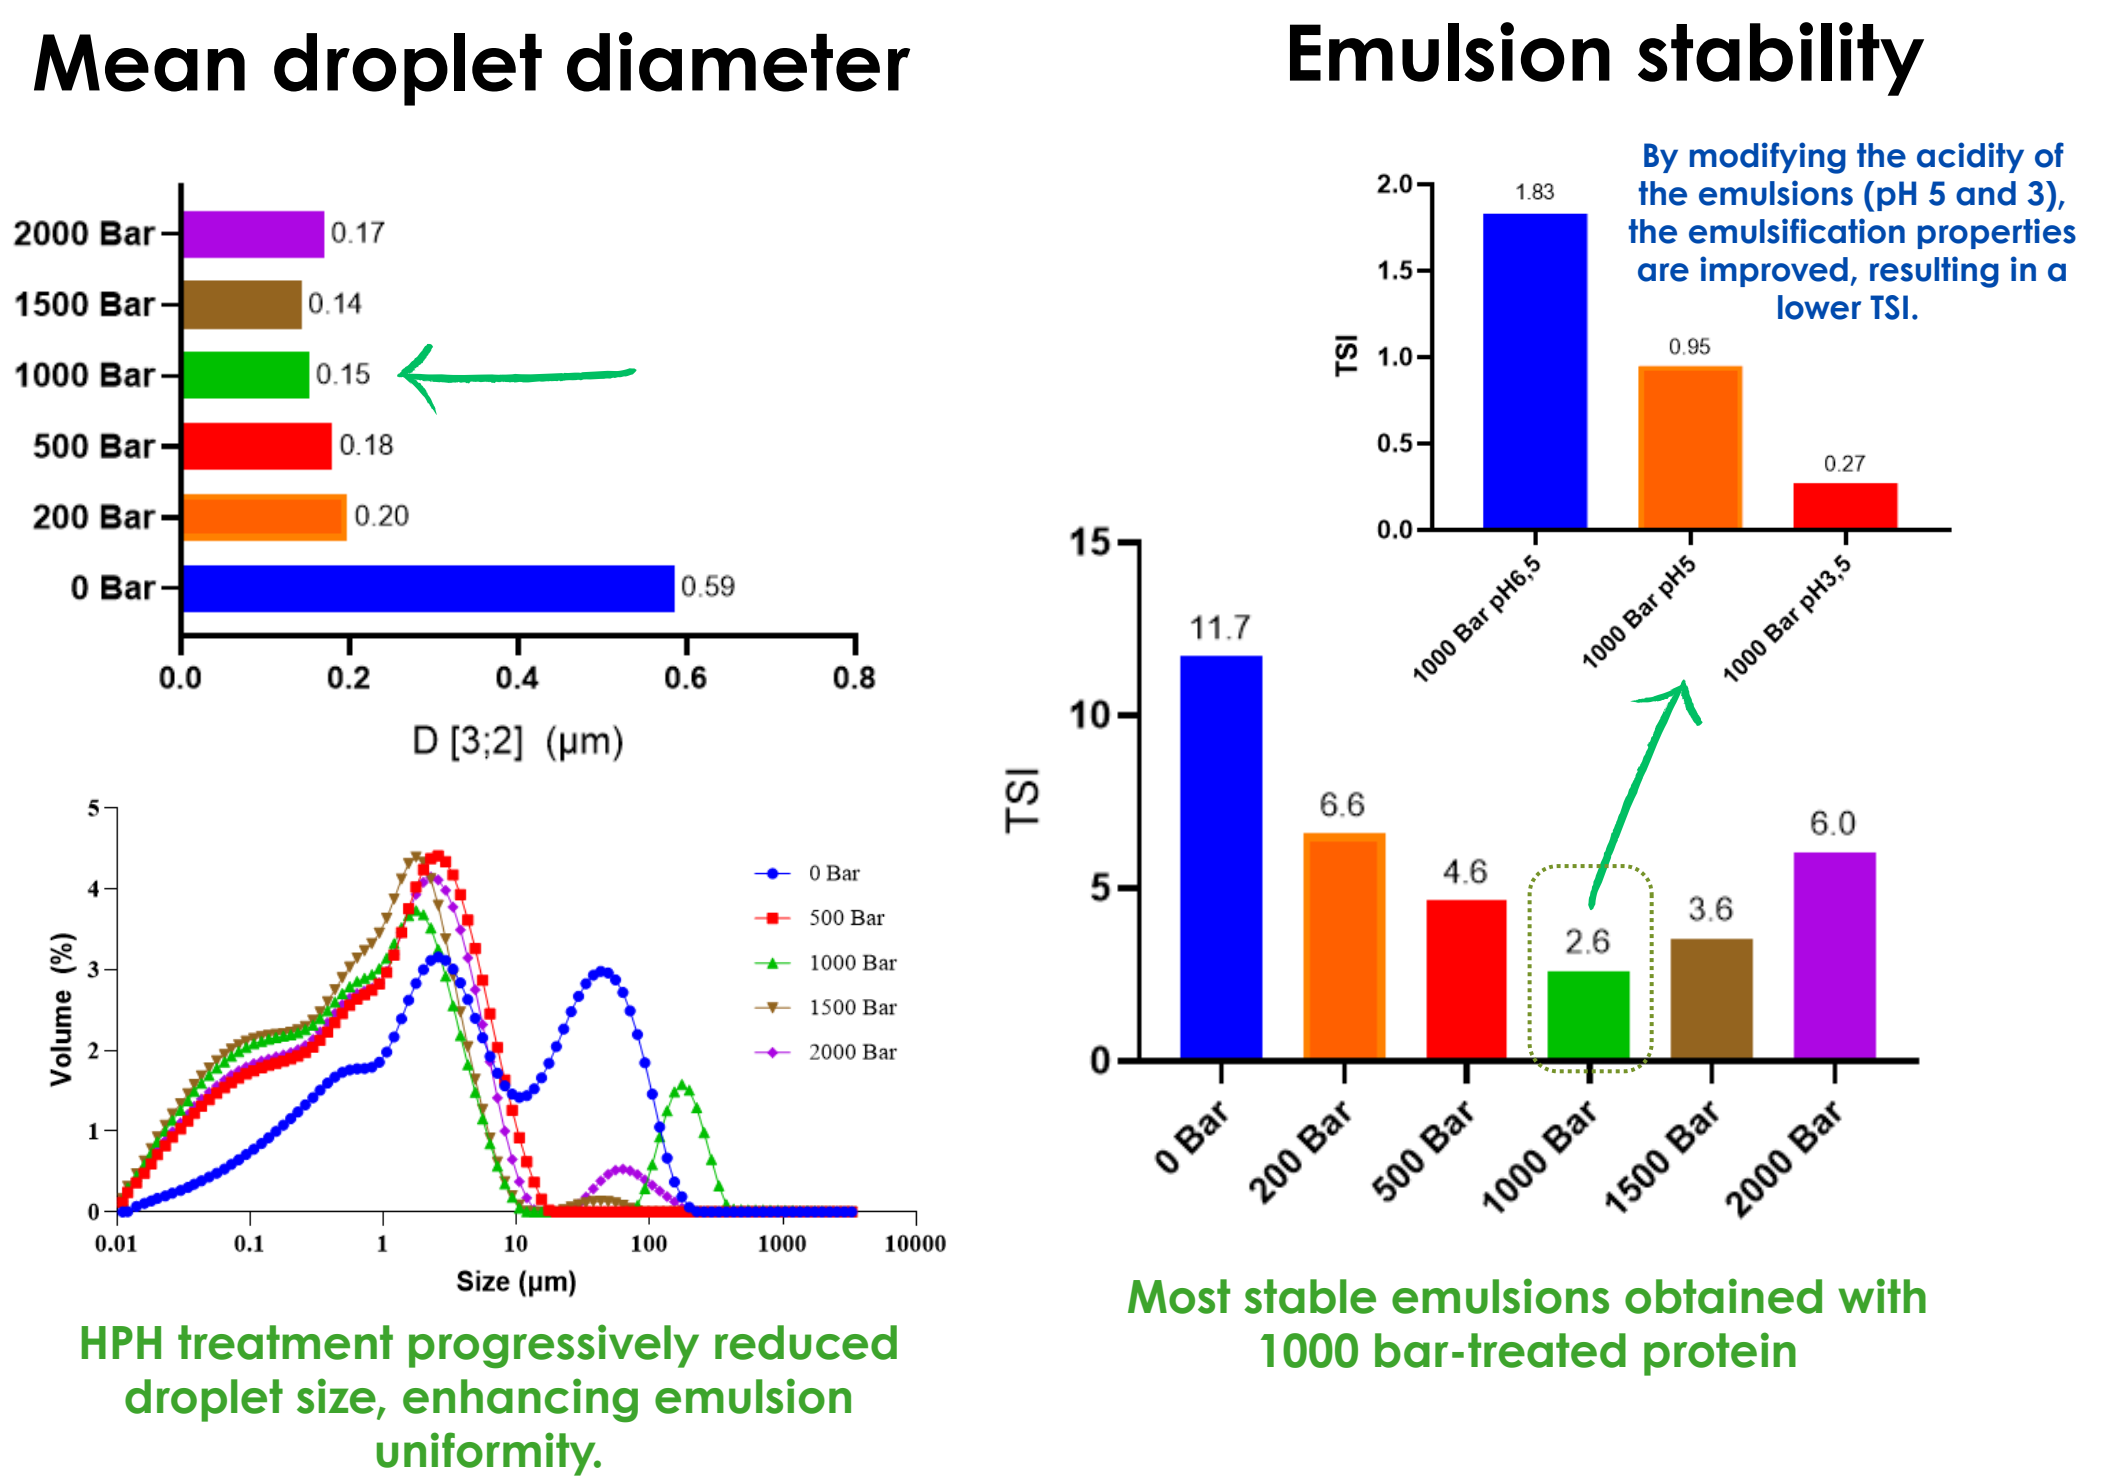 Mean droplet diameter
2000 Bar
0.17
1500 Bar
0.14
1000 Bar
0.15
500 Bar
0.18
200 Bar
0.20
0 Bar
0.59
0.0 0.2 0.4 0.6 0.8
D [3;2] (µm)
5
4
3
2
1
0
Volume (%)
0 Bar
500 Bar
1000 Bar
1500 Bar
2000 Bar
0.01 0.1 1 10 100 1000 10000
Size (µm)
HPH treatment progressively reduced
droplet size, enhancing emulsion
uniformity.
Emulsion stability
By modifying the acidity of
the emulsions (pH 5 and 3),
the emulsification properties
are improved, resulting in a
lower TSI.
2.0
1.5
1.0
0.5
0.0
TSI
1.83
0.95
0.27
1000 Bar pH6,5
1000 Bar pH5
1000 Bar pH3,5
15
10
5
0
TSI
11.7
6.6
4.6
2.6
3.6
6.0
0 Bar
200 Bar
500 Bar
1000 Bar
1500 Bar
2000 Bar
Most stable emulsions obtained with
1000 bar-treated protein